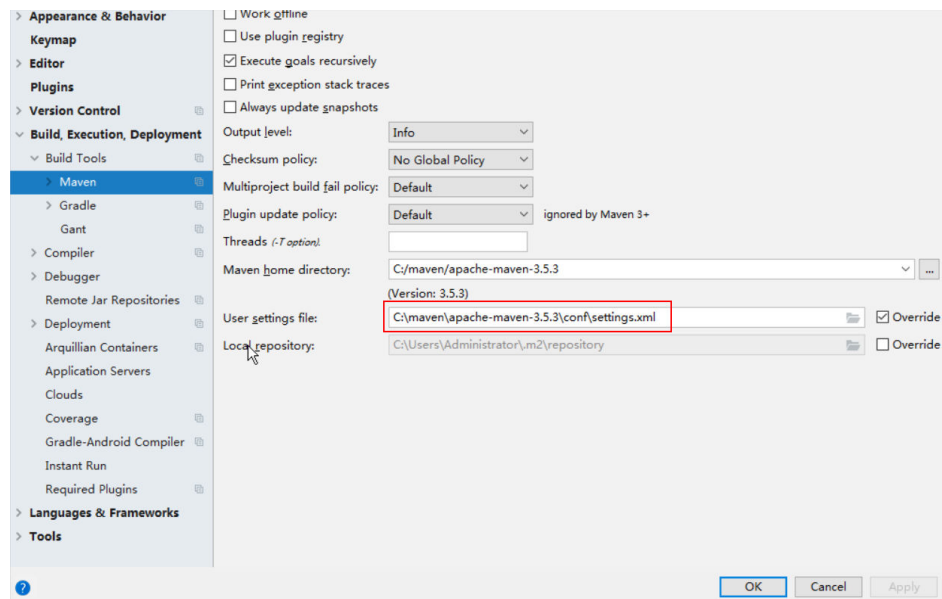 Appearance & Behavior
Keymap
Editor
Plugins
Version Control
Build, Execution, Deployment
Build Tools
Maven
Gradle
Gant
Compiler
Debugger
Remote Jar Repositories
Deployment
Arquillian Containers
Application Servers
Clouds
Coverage
Gradle-Android Compiler
Instant Run
Required Plugins
Languages & Frameworks
Tools
Work offline
Use plugin registry
Execute goals recursively
Print exception stack traces
Always update snapshots
Output level: Info
Checksum policy: No Global Policy
Multiproject build fail policy: Default
Plugin update policy: Default ignored by Maven 3+
Threads (-T option).
Maven home directory: C:/maven/apache-maven-3.5.3 ...
(Version: 3.5.3)
User settings file: C:\maven\apache-maven-3.5.3\conf\settings.xml Override
Local repository: C:\Users\Administrator\.m2\repository Override
? OK Cancel Apply